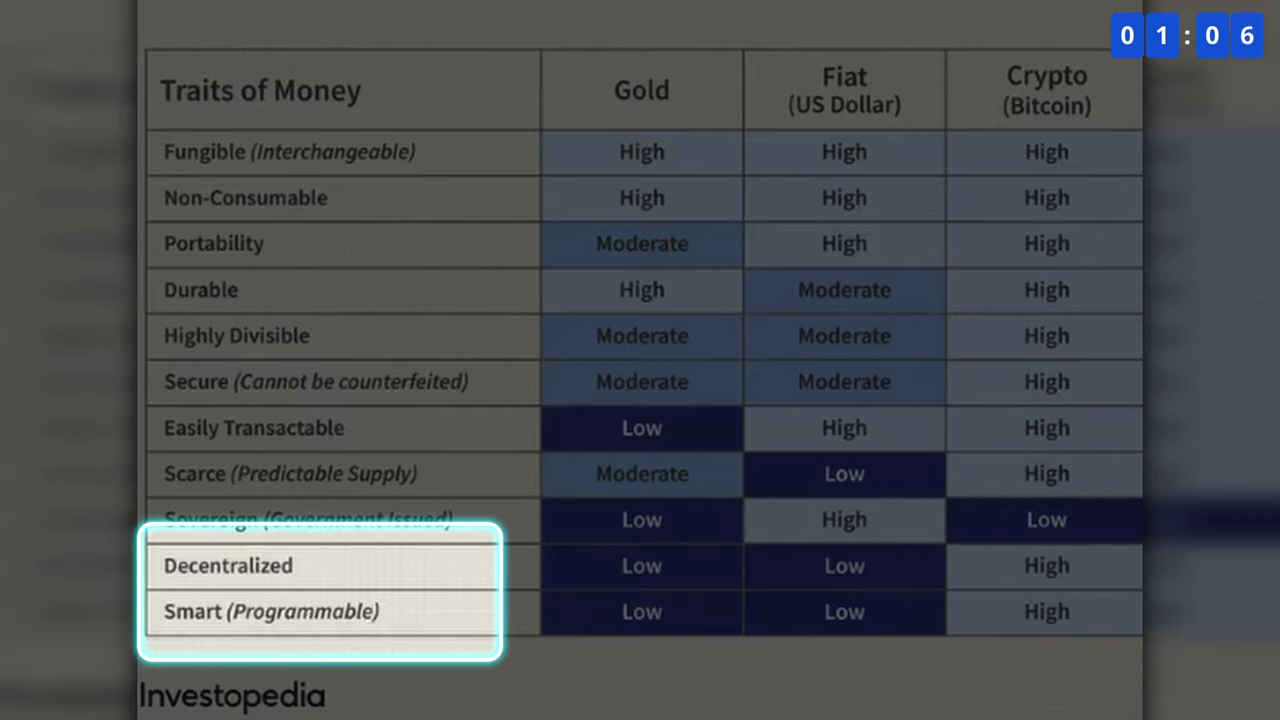 01:06
Traits of Money Gold Fiat (US Dollar) Crypto (Bitcoin)
Fungible (Interchangeable) High High High
Non-Consumable High High High
Portability Moderate High High
Durable High Moderate High
Highly Divisible Moderate Moderate High
Secure (Cannot be counterfeited) Moderate Moderate High
Easily Transactable Low High High
Scarce (Predictable Supply) Moderate Low High
Sovereign (Government Issued) Low High Low
Decentralized Low Low High
Smart (Programmable) Low Low High
Investopedia